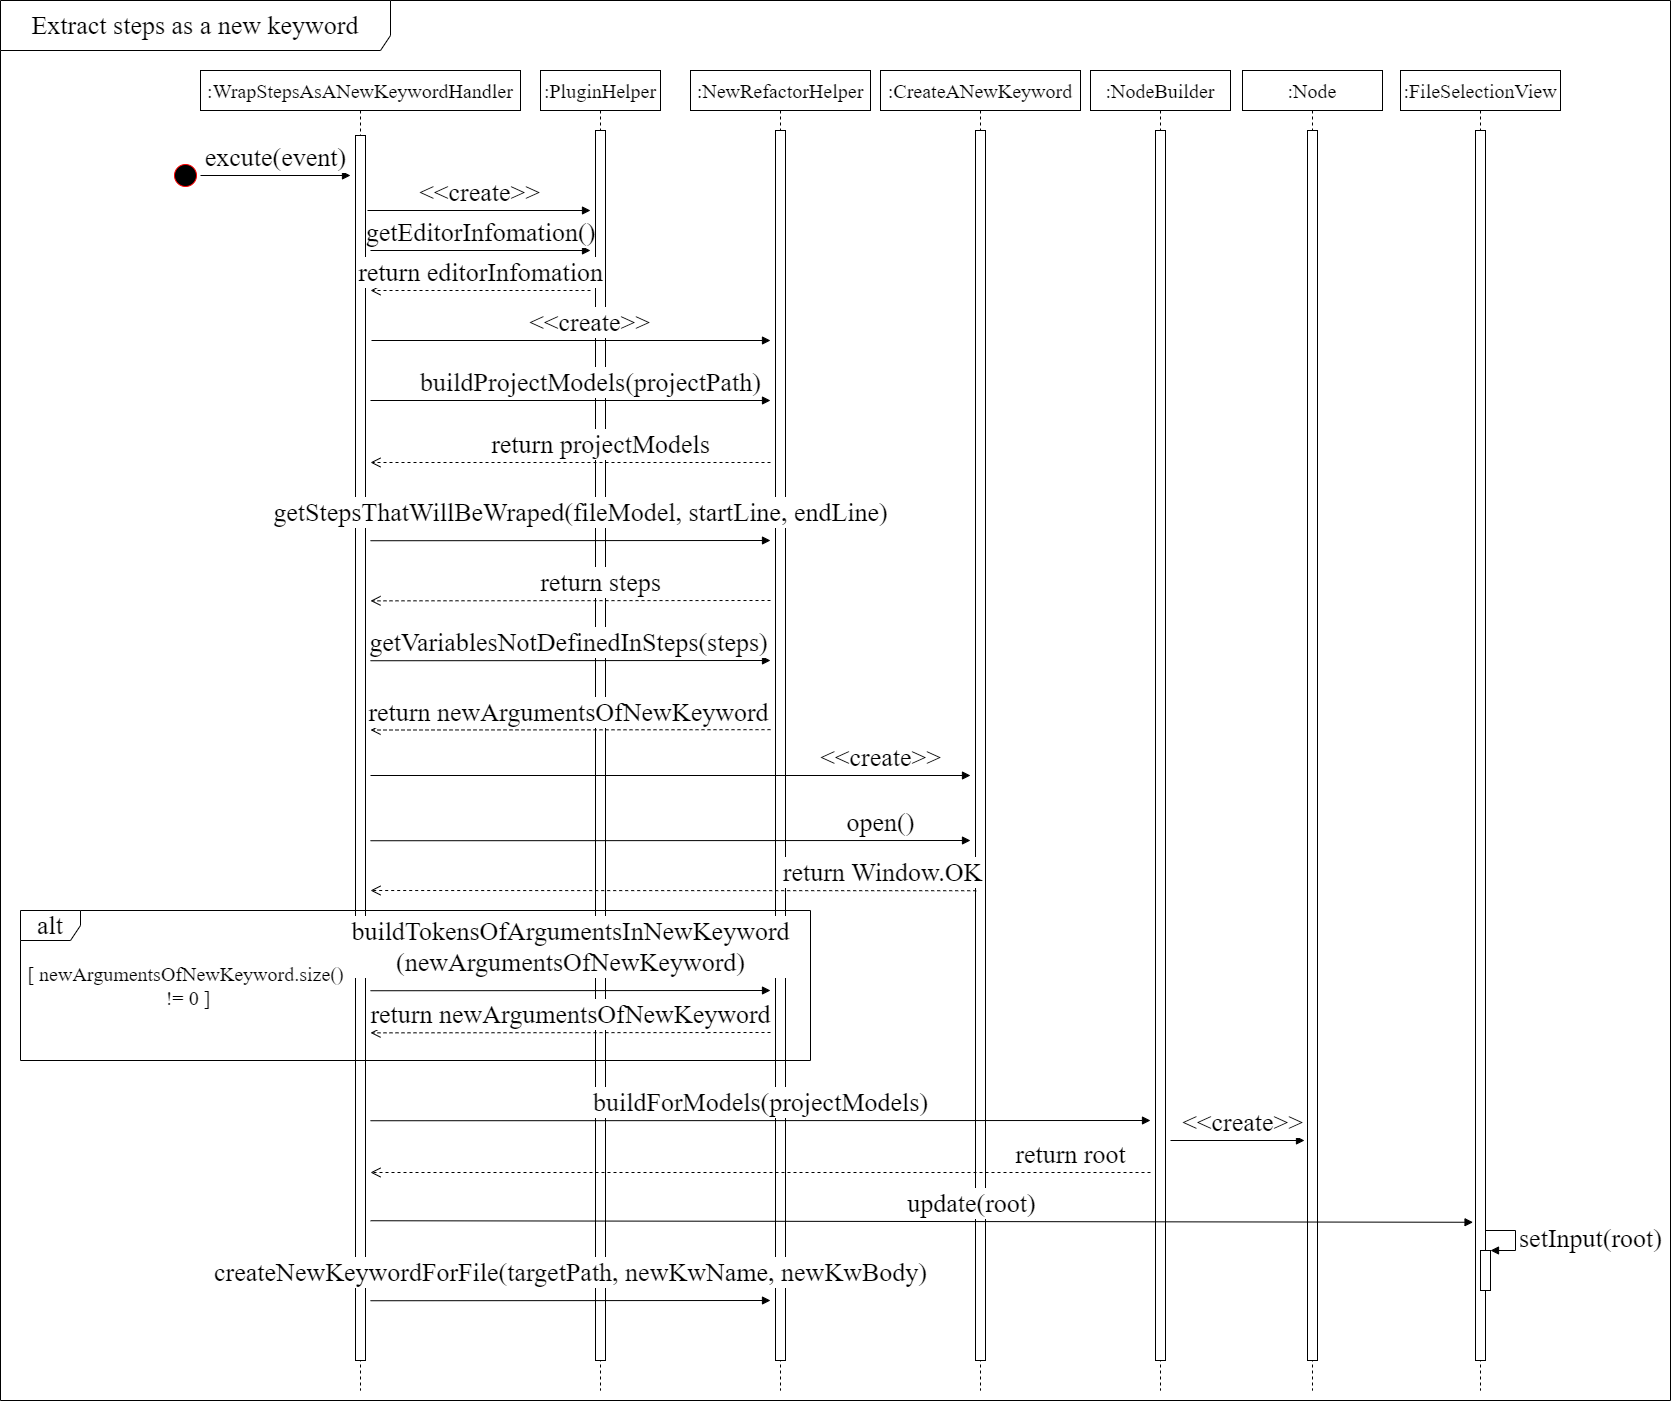 Extract steps as a new keyword
:WrapStepsAsANewKeywordHandler
:PluginHelper
:NewRefactorHelper
:CreateANewKeyword
:NodeBuilder
:Node
:FileSelectionView
excute(event)
<<create>>
getEditorInfomation()
return editorInfomation
<<create>>
buildProjectModels(projectPath)
return projectModels
getStepsThatWillBeWraped(fileModel, startLine, endLine)
return steps
getVariablesNotDefinedInSteps(steps)
return newArgumentsOfNewKeyword
<<create>>
open()
return Window.OK
alt
buildTokensOfArgumentsInNewKeyword
(newArgumentsOfNewKeyword)
[ newArgumentsOfNewKeyword.size()
!= 0 ]
return newArgumentsOfNewKeyword
buildForModels(projectModels)
<<create>>
return root
update(root)
setInput(root)
createNewKeywordForFile(targetPath, newKwName, newKwBody)